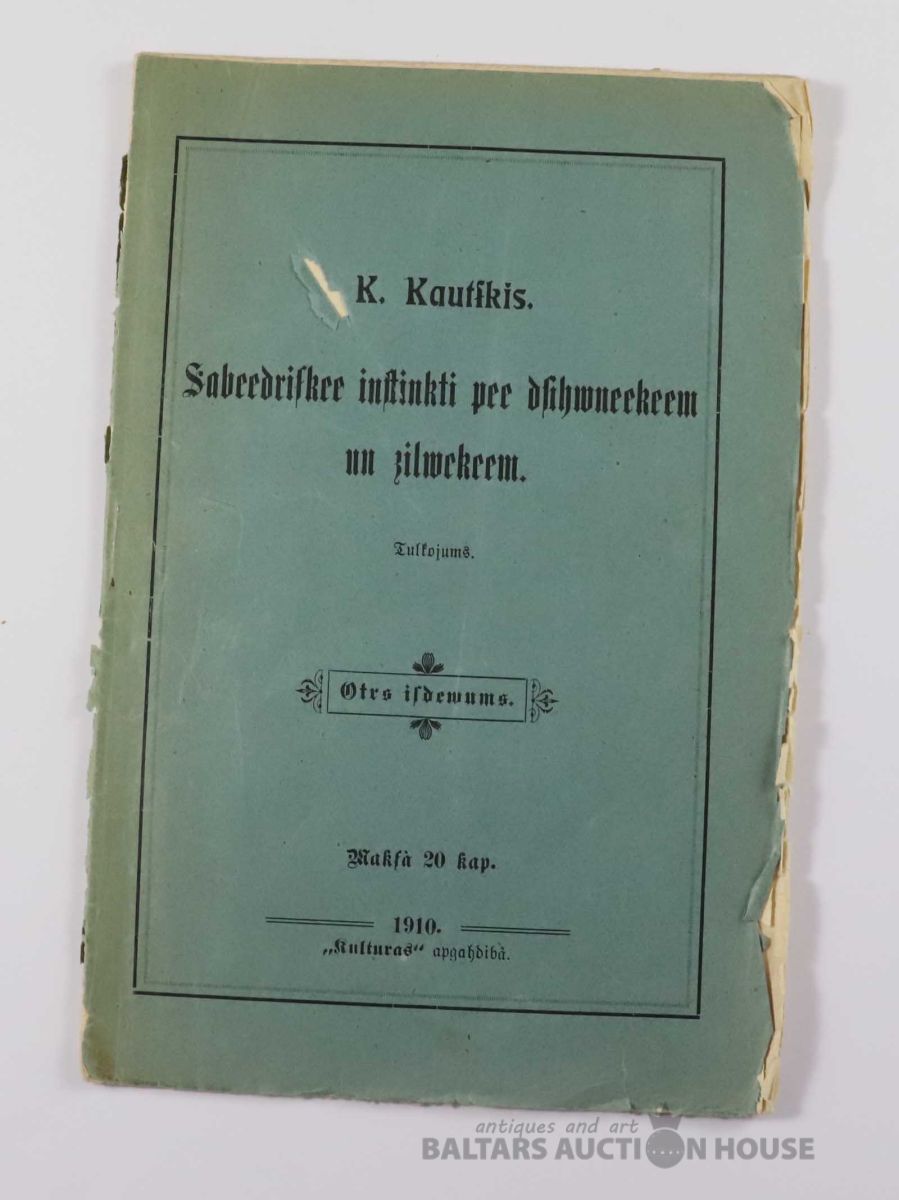 K. Kautſkis.
Sabeedriſkee inſtinkti pee dſihwneekeem
un zilwekeem.
Tulkojums.
Otrs iſdewums.
Makſà 20 kap.
1910.
„Kulturas“ apgahdibâ.
antiques and art
BALTARS AUCTION HOUSE